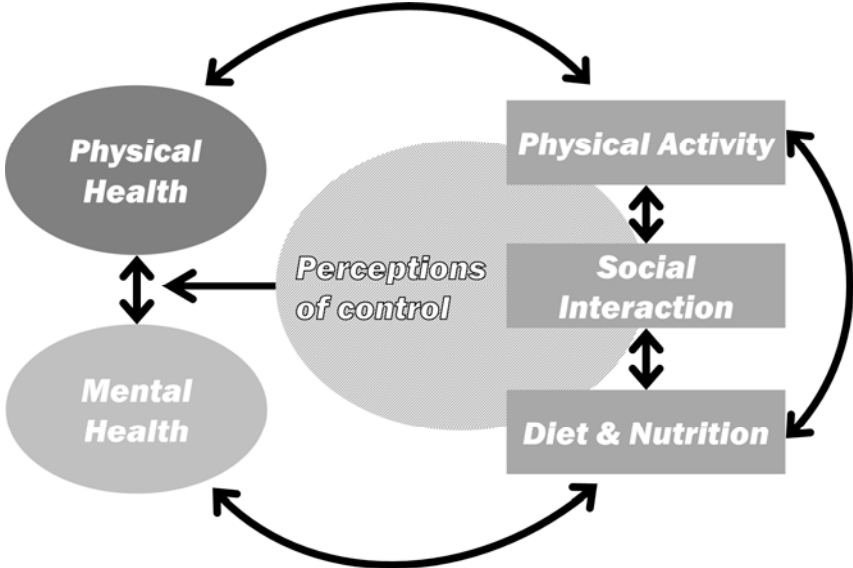 Physical
Health
Physical Activity
Perceptions
of control
Social
Interaction
Mental
Health
Diet & Nutrition